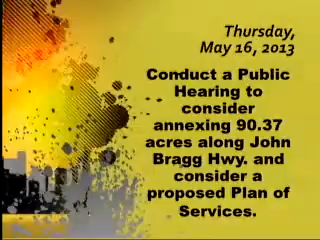 Thursday,
May 16, 2013
Conduct a Public
Hearing to
consider
annexing 90.37
acres along John
Bragg Hwy. and
consider a
proposed Plan of
Services.